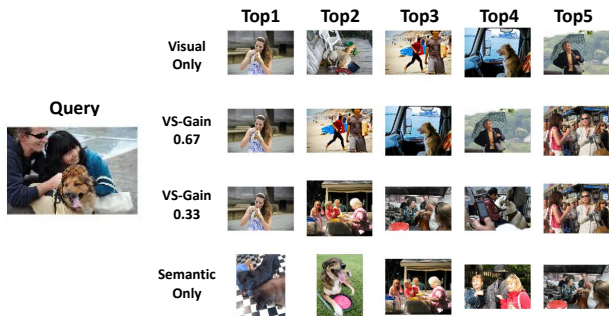 Top1 Top2 Top3 Top4 Top5
Visual
Only
Query
VS-Gain
0.67
VS-Gain
0.33
Semantic
Only